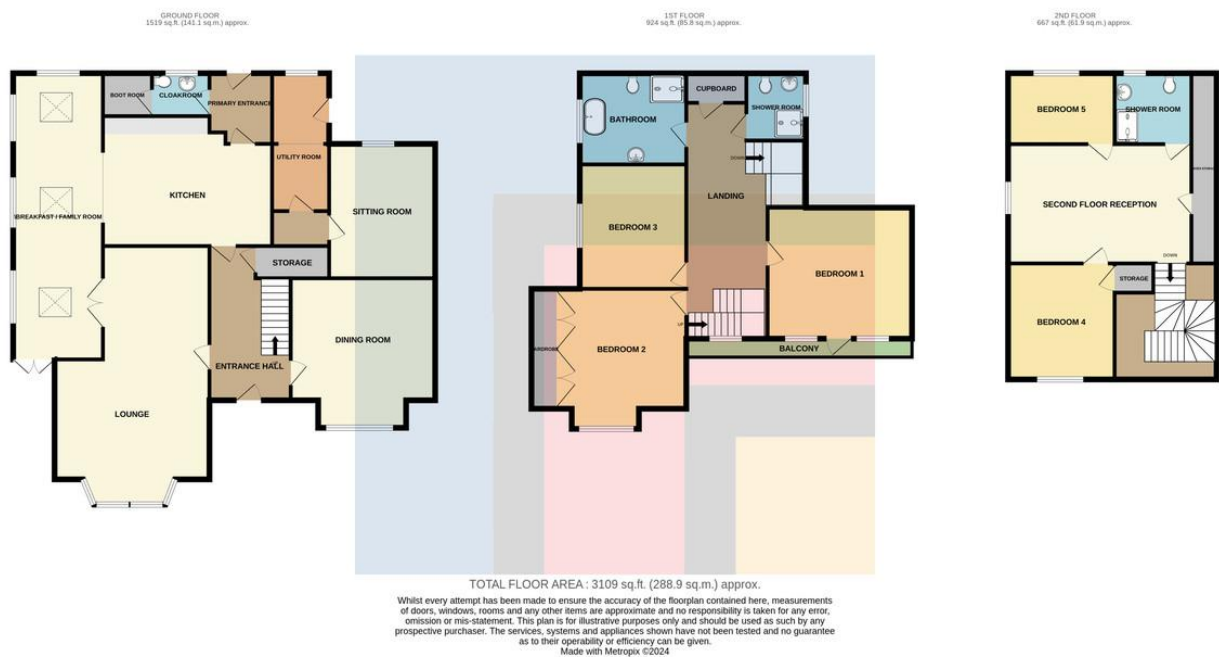 GROUND FLOOR
1519 sq.ft. (141.1 sq.m.) approx.
BOOT ROOM
CLOAKROOM
PRIMARY ENTRANCE
UTILITY ROOM
KITCHEN
BREAKFAST / FAMILY ROOM
SITTING ROOM
STORAGE
DINING ROOM
ENTRANCE HALL
LOUNGE
1ST FLOOR
924 sq.ft. (85.8 sq.m.) approx.
CUPBOARD
SHOWER ROOM
BATHROOM
DOWN
LANDING
BEDROOM 3
BEDROOM 1
UP
BEDROOM 2
BALCONY
2ND FLOOR
667 sq.ft. (61.9 sq.m.) approx.
BEDROOM 5
SHOWER ROOM
SECOND FLOOR RECEPTION
DOWN
STORAGE
BEDROOM 4
TOTAL FLOOR AREA : 3109 sq.ft. (288.9 sq.m.) approx.
Whilst every attempt has been made to ensure the accuracy of the floorplan contained here, measurements
of doors, windows, rooms and any other items are approximate and no responsibility is taken for any error,
omission or mis-statement. This plan is for illustrative purposes only and should be used as such by any
prospective purchaser. The services, systems and appliances shown have not been tested and no guarantee
as to their operability or efficiency can be given.
Made with Metropix ©2024